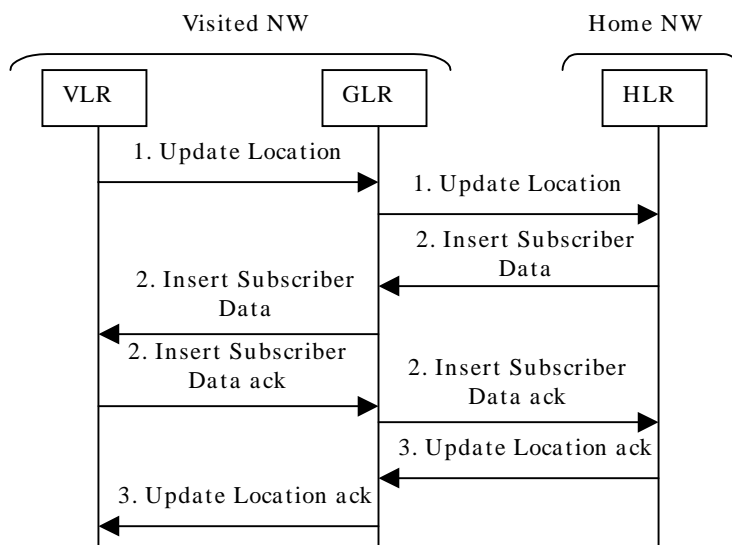 Visited NW
Home NW
VLR
GLR
HLR
1. Update Location
1. Update Location
2. Insert Subscriber
Data
2. Insert Subscriber
Data
2. Insert Subscriber
Data ack
2. Insert Subscriber
Data ack
3. Update Location ack
3. Update Location ack